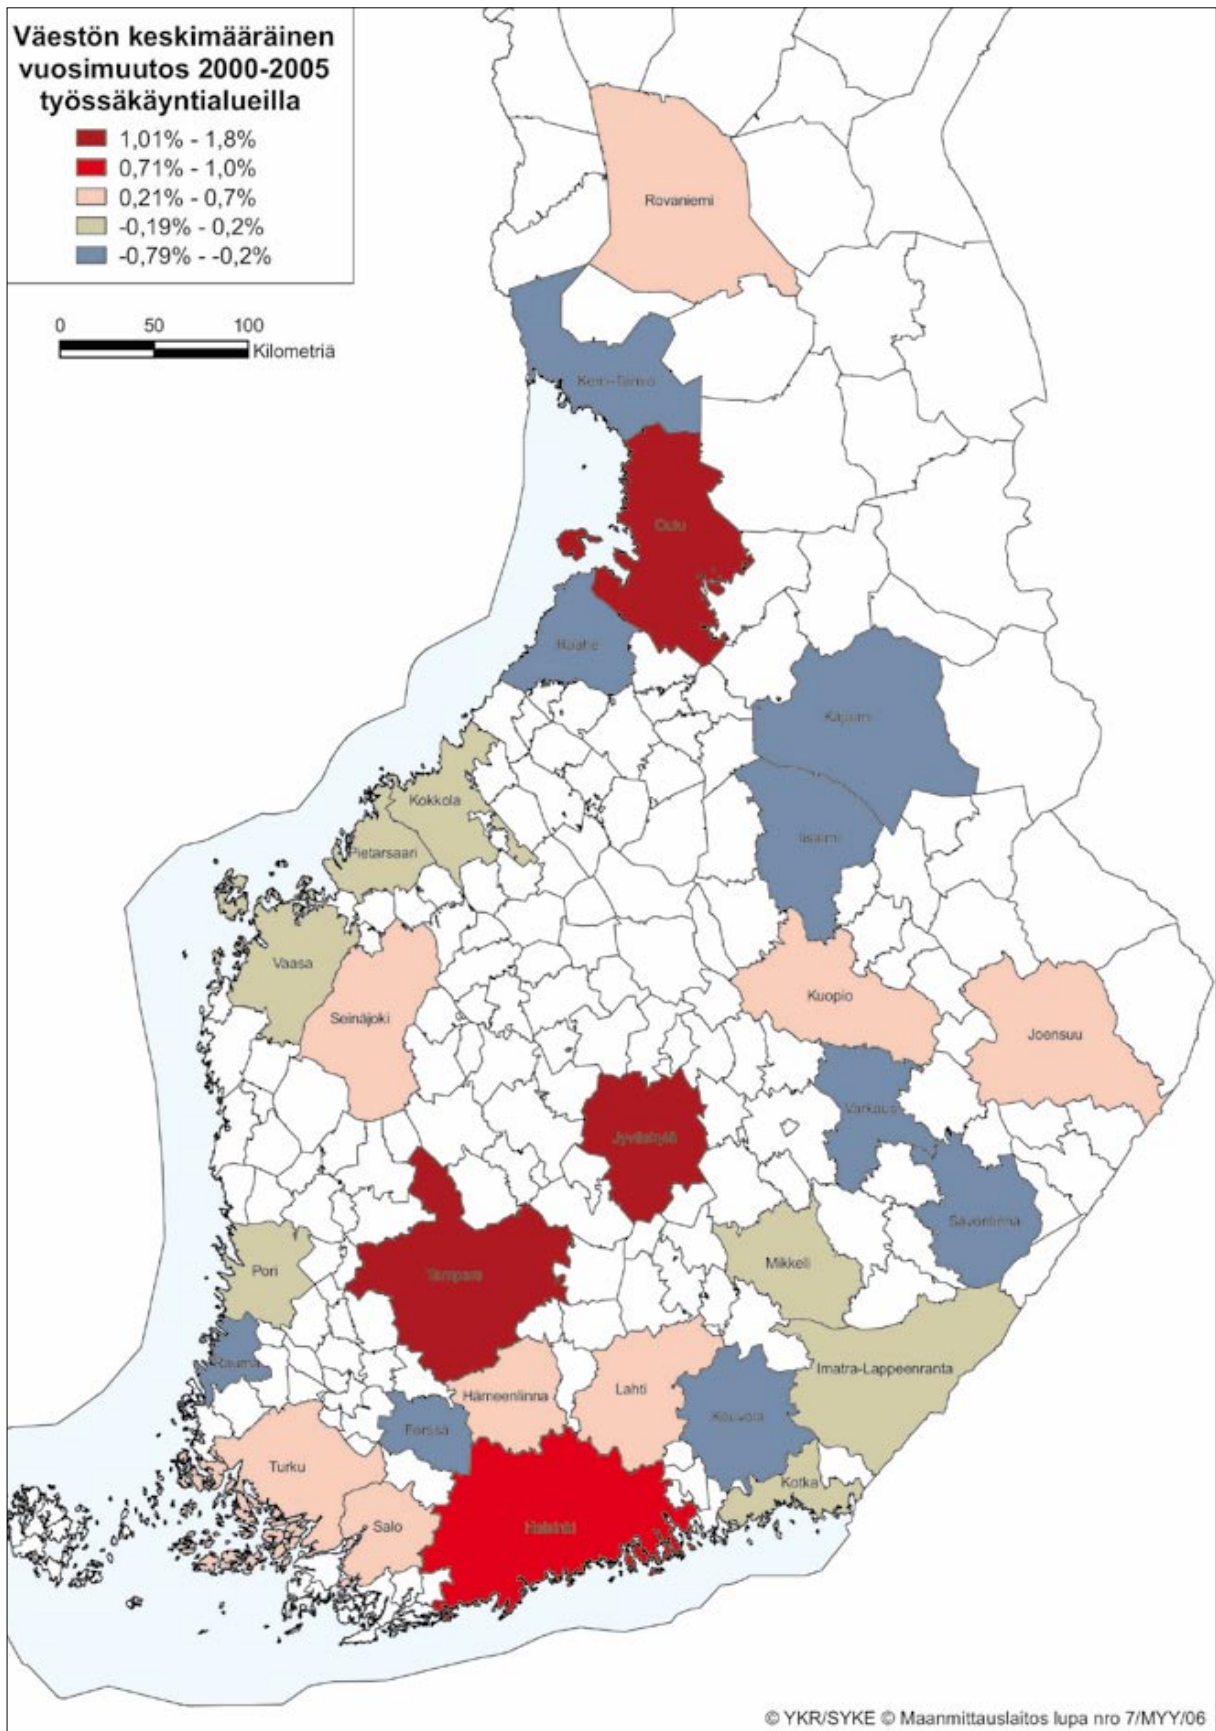 Väestön keskimääräinen
vuosimuutos 2000-2005
työssäkäyntialueilla
1,01% - 1,8%
0,71% - 1,0%
0,21% - 0,7%
-0,19% - 0,2%
-0,79% - -0,2%
0 50 100
Kilometriä
Rovaniemi
Kemi-Tornio
Oulu
Raahe
Kajaani
Kokkola
Iisalmi
Pietarsaari
Vaasa
Kuopio
Seinäjoki
Joensuu
Varkaus
Jyväskylä
Savonlinna
Mikkeli
Pori
Tampere
Rauma
Imatra-Lappeenranta
Lahti
Hämeenlinna
Kouvola
Forssa
Turku
Kotka
Salo
Helsinki
© YKR/SYKE © Maanmittauslaitos lupa nro 7/MYY/06